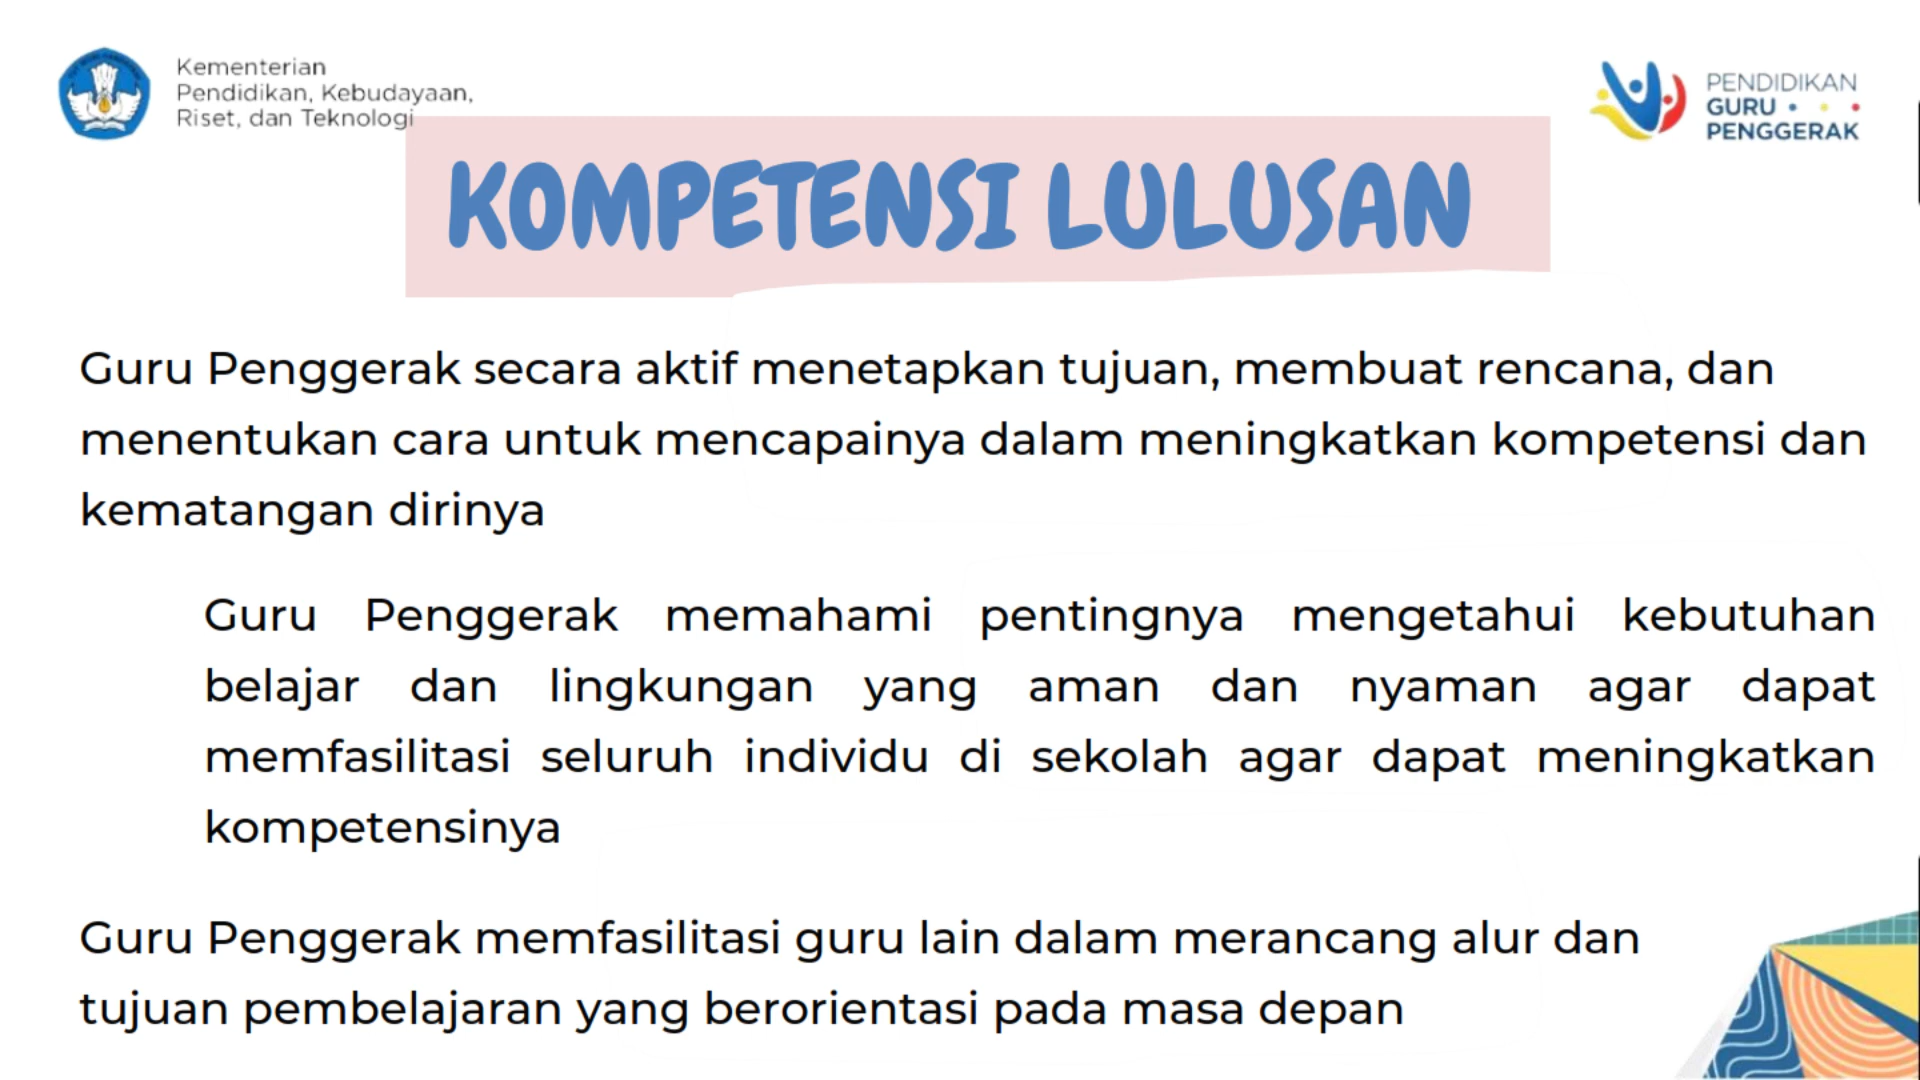 Kementerian
Pendidikan, Kebudayaan,
Riset, dan Teknologi
PENDIDIKAN
GURU
PENGGERAK
KOMPETENSI LULUSAN
Guru Penggerak secara aktif menetapkan tujuan, membuat rencana, dan
menentukan cara untuk mencapainya dalam meningkatkan kompetensi dan
kematangan dirinya
Guru Penggerak memahami pentingnya mengetahui kebutuhan
belajar dan lingkungan yang aman dan nyaman agar dapat
memfasilitasi seluruh individu di sekolah agar dapat meningkatkan
kompetensinya
Guru Penggerak memfasilitasi guru lain dalam merancang alur dan
tujuan pembelajaran yang berorientasi pada masa depan